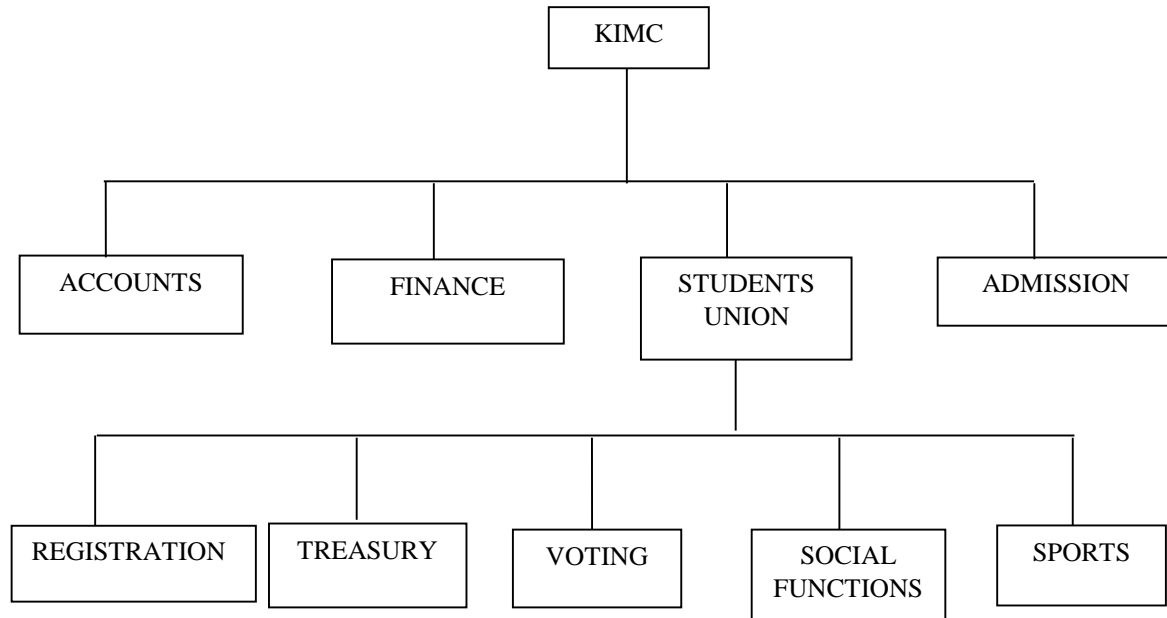 KIMC
ACCOUNTS
FINANCE
STUDENTS
UNION
ADMISSION
REGISTRATION
TREASURY
VOTING
SOCIAL
FUNCTIONS
SPORTS